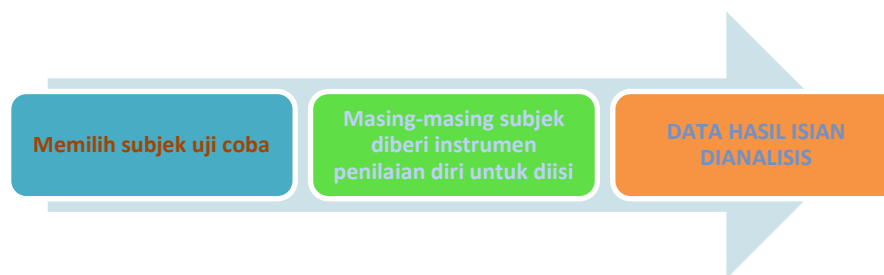 Memilih subjek uji coba
Masing-masing subjek
diberi instrumen
penilaian diri untuk diisi
DATA HASIL ISIAN
DIANALISIS